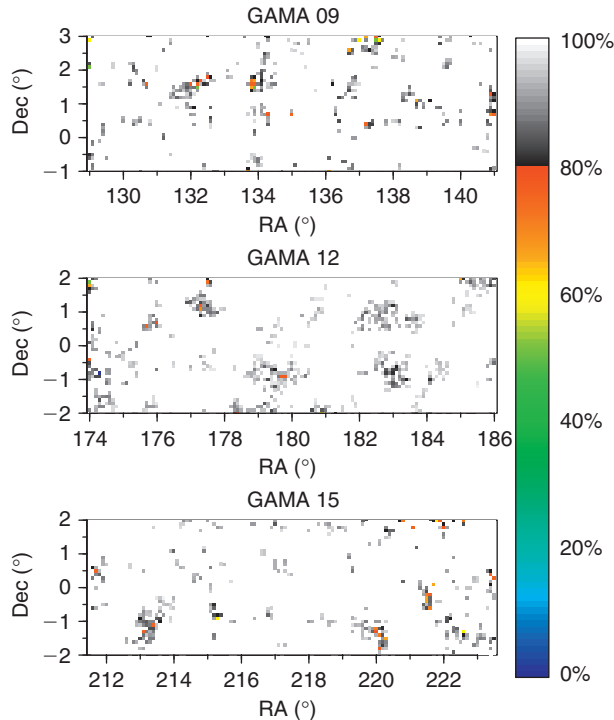 GAMA 09
3
2
1
0
−1
Dec (°)
130 132 134 136 138 140
RA (°)
GAMA 12
2
1
0
−1
−2
Dec (°)
174 176 178 180 182 184 186
RA (°)
GAMA 15
2
1
0
−1
−2
Dec (°)
212 214 216 218 220 222
RA (°)
100%
80%
60%
40%
20%
0%